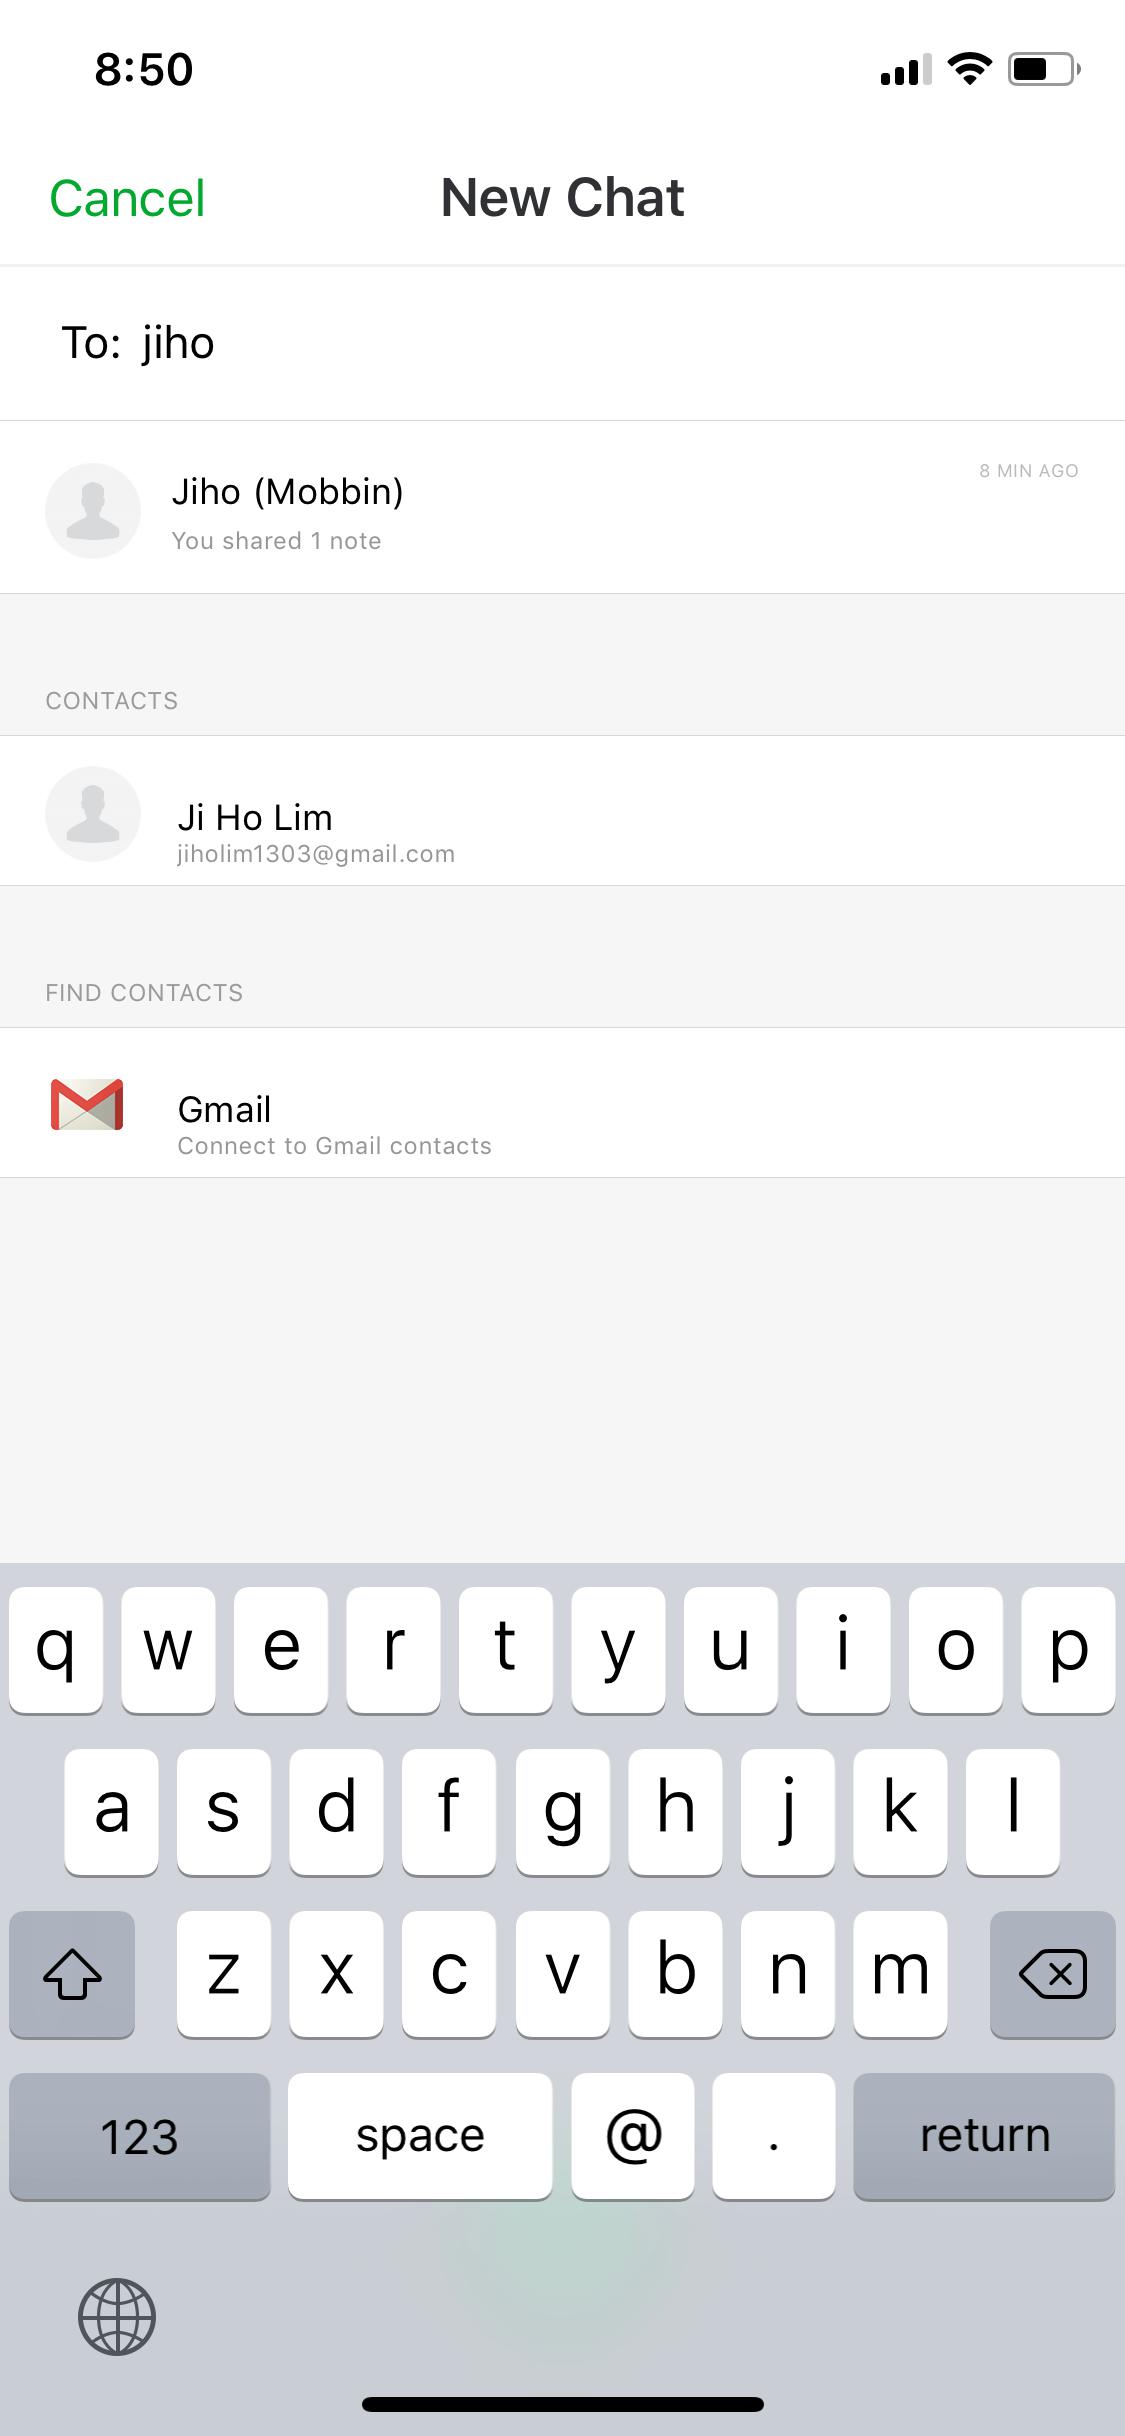 8:50
Cancel New Chat
To: jiho
Jiho (Mobbin) 8 MIN AGO
You shared 1 note
CONTACTS
Ji Ho Lim
jiholim1303@gmail.com
FIND CONTACTS
Gmail
Connect to Gmail contacts
q w e r t y u i o p
a s d f g h j k l
z x c v b n m
123 space @ . return